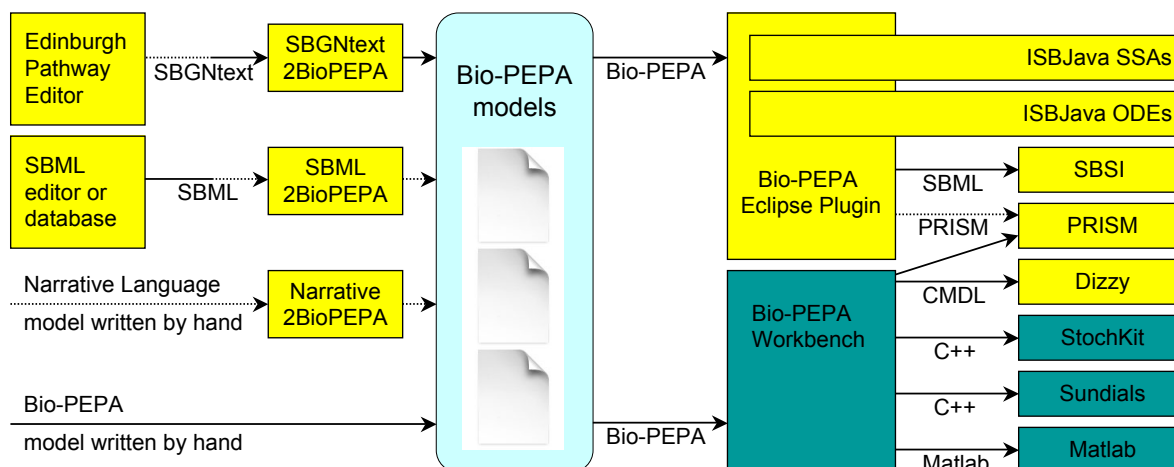 Edinburgh
Pathway
Editor
SBGNtext
SBGNtext
2BioPEPA
SBML
editor or
database
SBML
SBML
2BioPEPA
Narrative Language
model written by hand
Narrative
2BioPEPA
Bio-PEPA
model written by hand
Bio-PEPA
models
Bio-PEPA
Bio-PEPA
ISBJava SSAs
ISBJava ODEs
Bio-PEPA
Eclipse Plugin
SBML
SBSI
PRISM
PRISM
Bio-PEPA
Workbench
CMDL
Dizzy
C++
StochKit
C++
Sundials
Matlab
Matlab